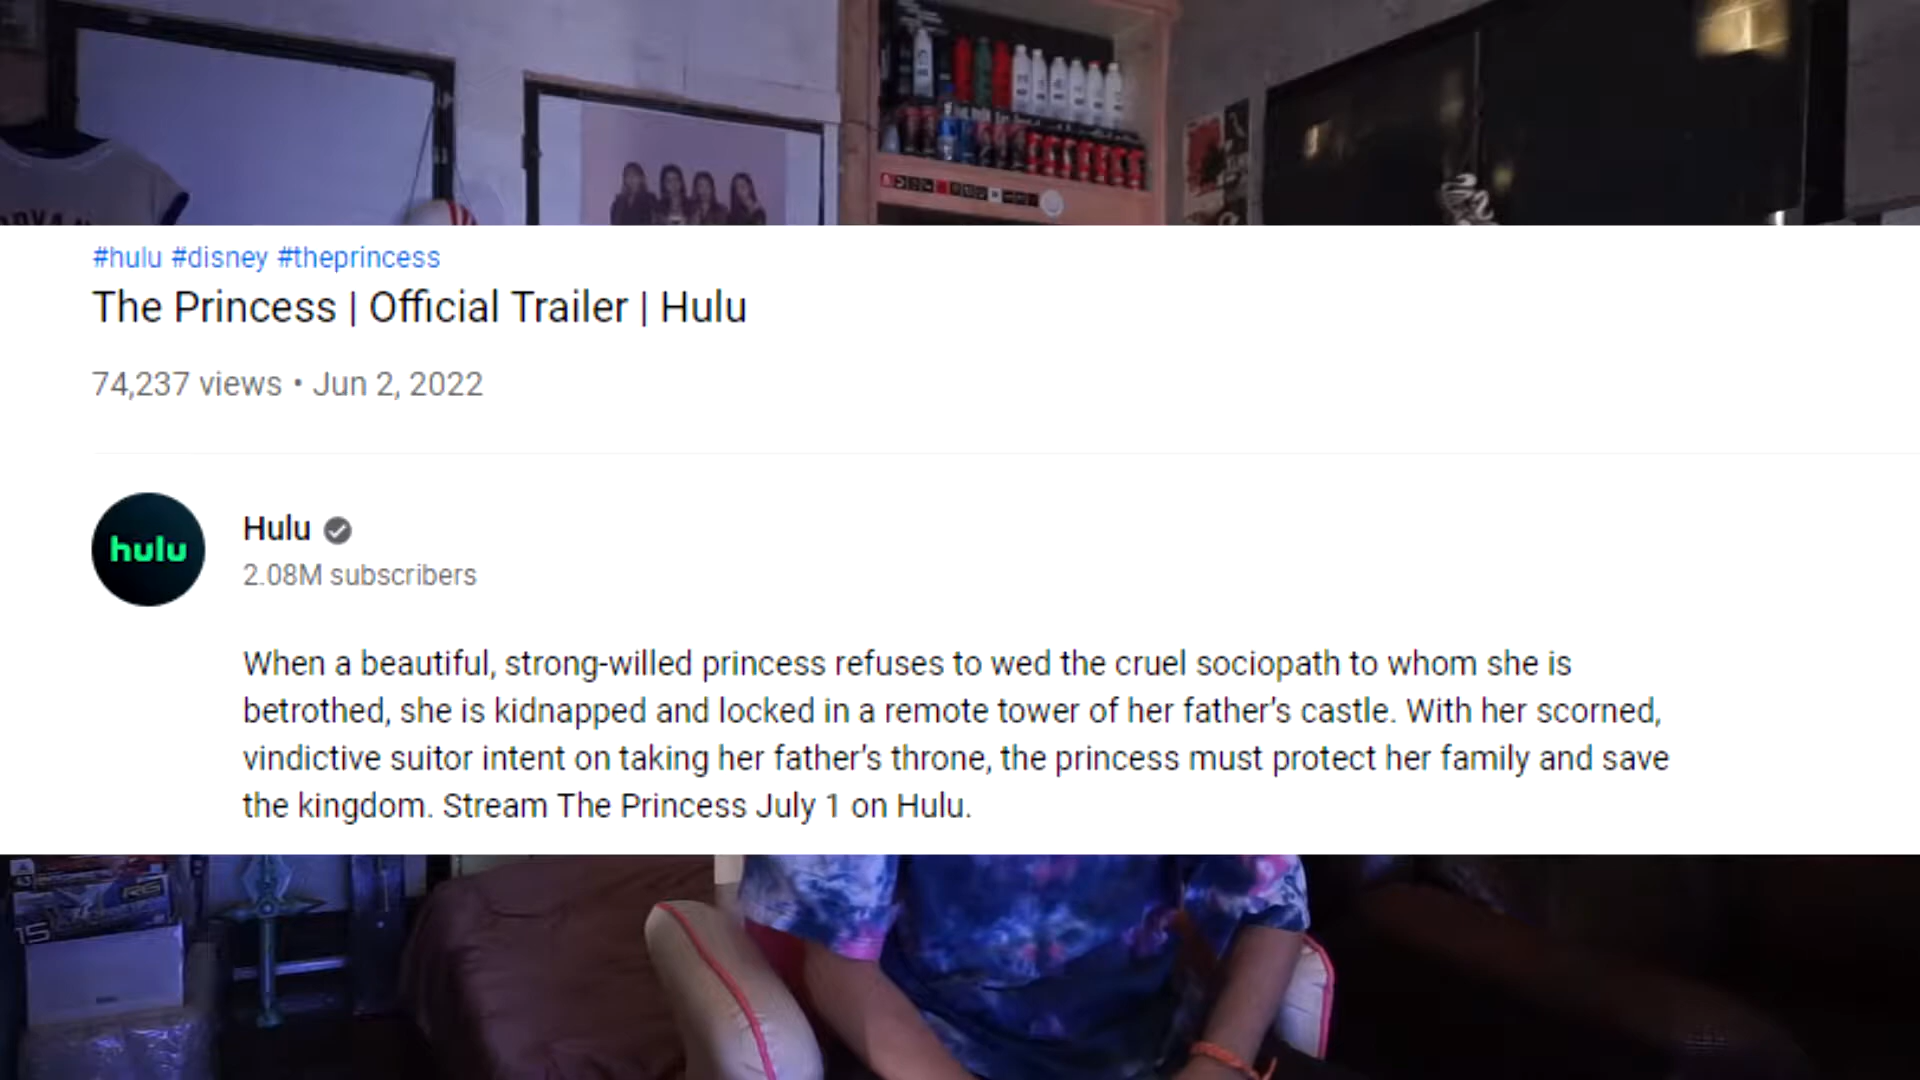 #hulu #disney #theprincess
The Princess | Official Trailer | Hulu
74,237 views • Jun 2, 2022
hulu
Hulu
2.08M subscribers
When a beautiful, strong-willed princess refuses to wed the cruel sociopath to whom she is
betrothed, she is kidnapped and locked in a remote tower of her father's castle. With her scorned,
vindictive suitor intent on taking her father's throne, the princess must protect her family and save
the kingdom. Stream The Princess July 1 on Hulu.
RG
15